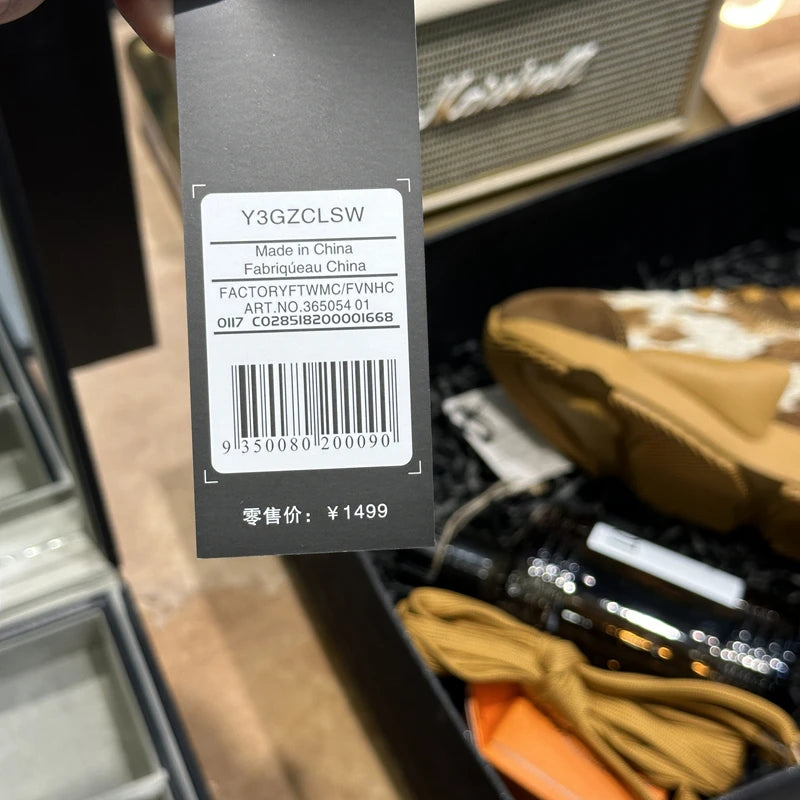 Marshall
Y3GZCLSW
Made in China
Fabriqúeau China
FACTORYFTWMC/FVNHC
ART.NO.365054 01
0117 C028518200001668
9 350080 200090
零售价：￥1499